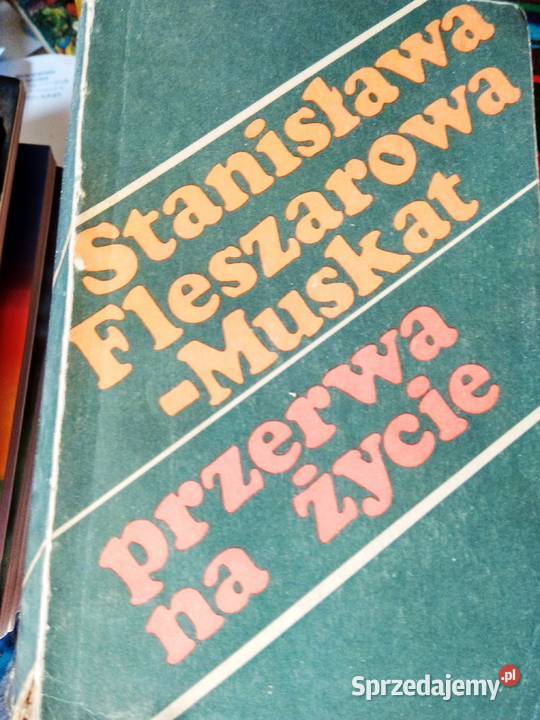 Stanisława
Fleszarowa
-Muskat
przerwa
na życie
Sprzedajemy.pl